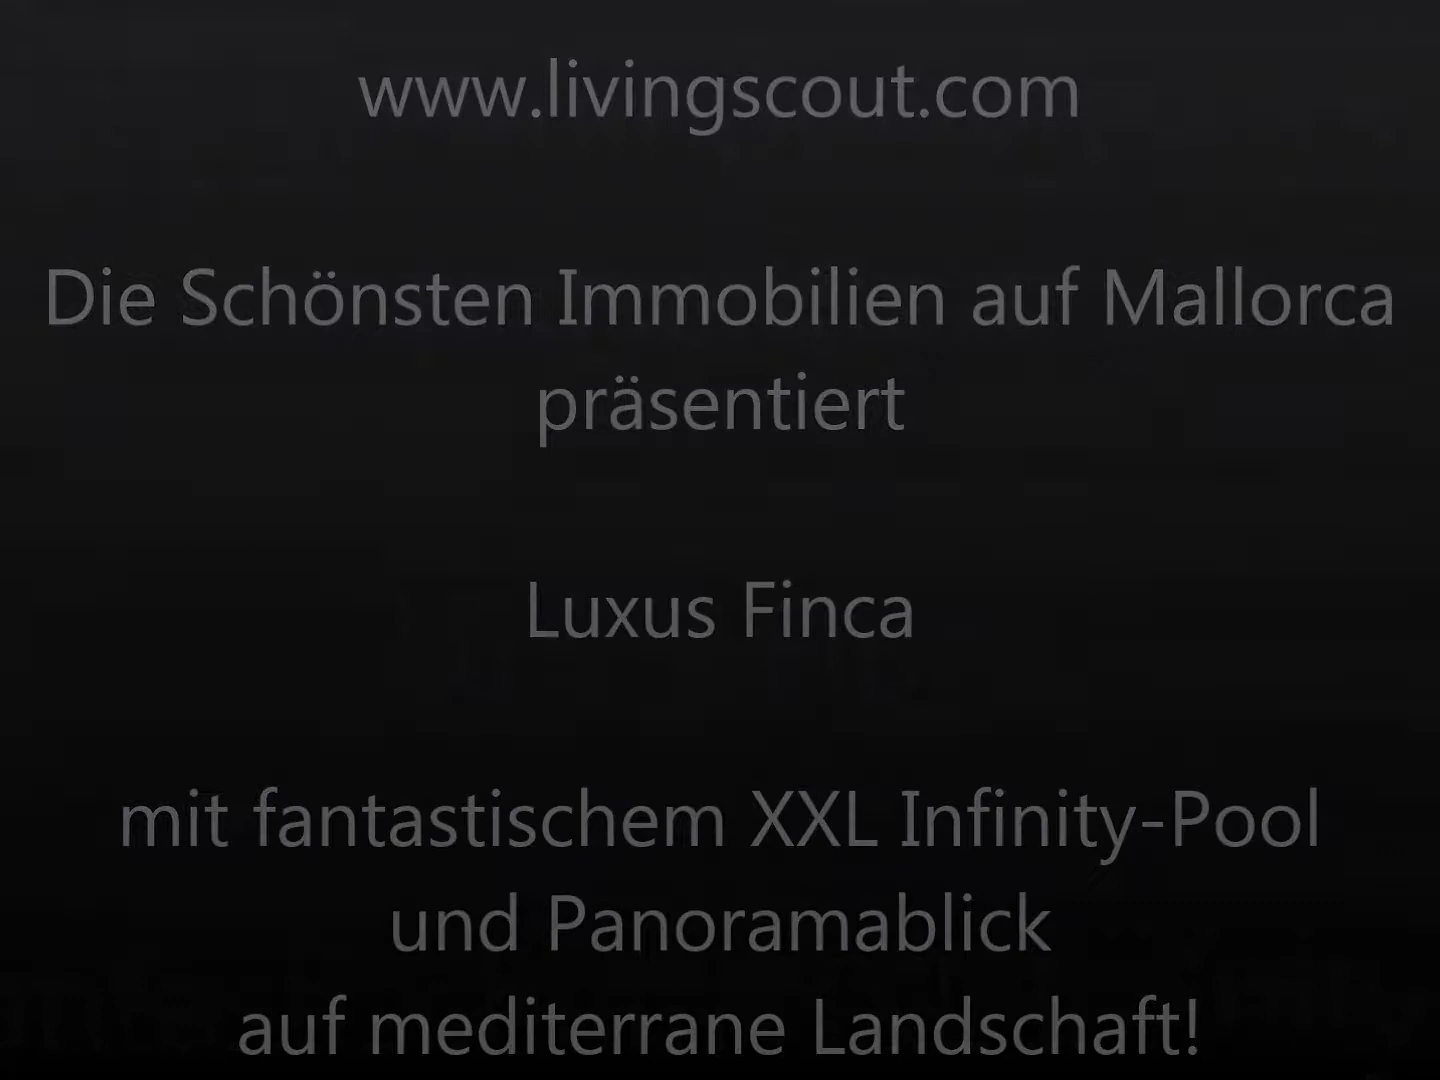 www.livingscout.com
Die Schönsten Immobilien auf Mallorca
präsentiert
Luxus Finca
mit fantastischem XXL Infinity-Pool
und Panoramablick
auf mediterrane Landschaft!